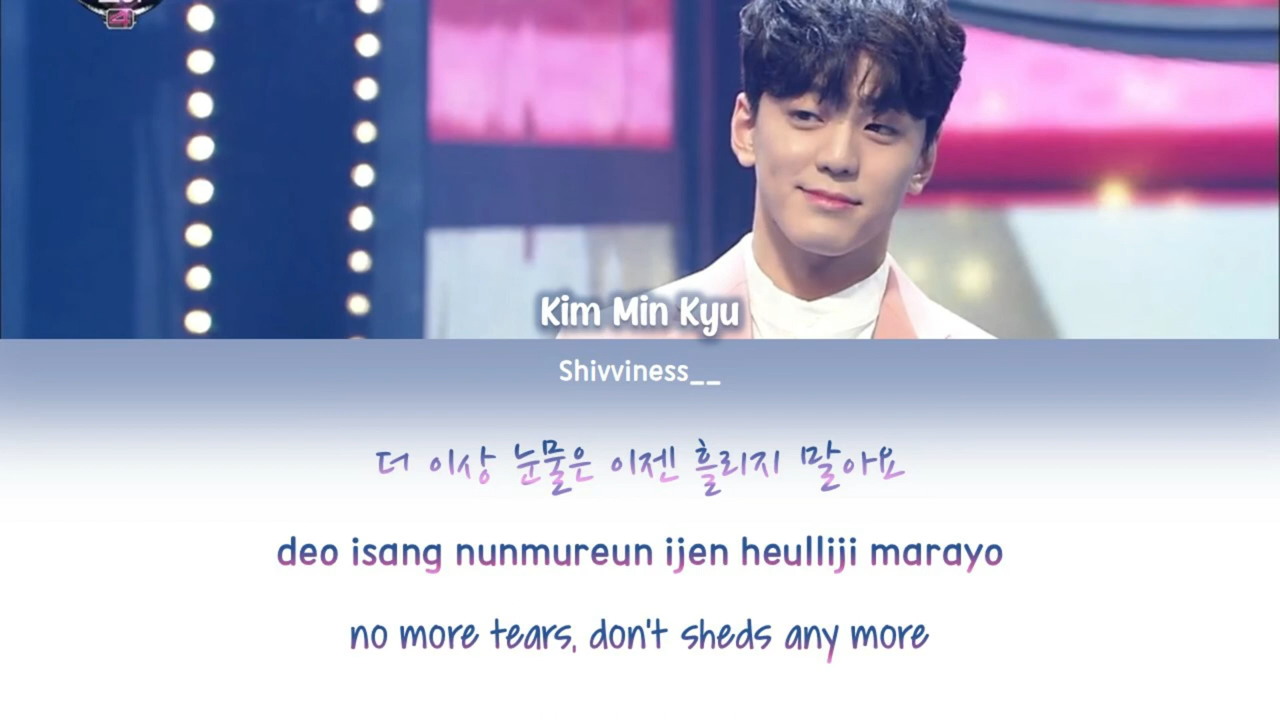 4
Kim Min Kyu
Shivviness__
더 이상 눈물은 이젠 흘리지 말아요
deo isang nunmureun ijen heulliji marayo
no more tears, don't sheds any more